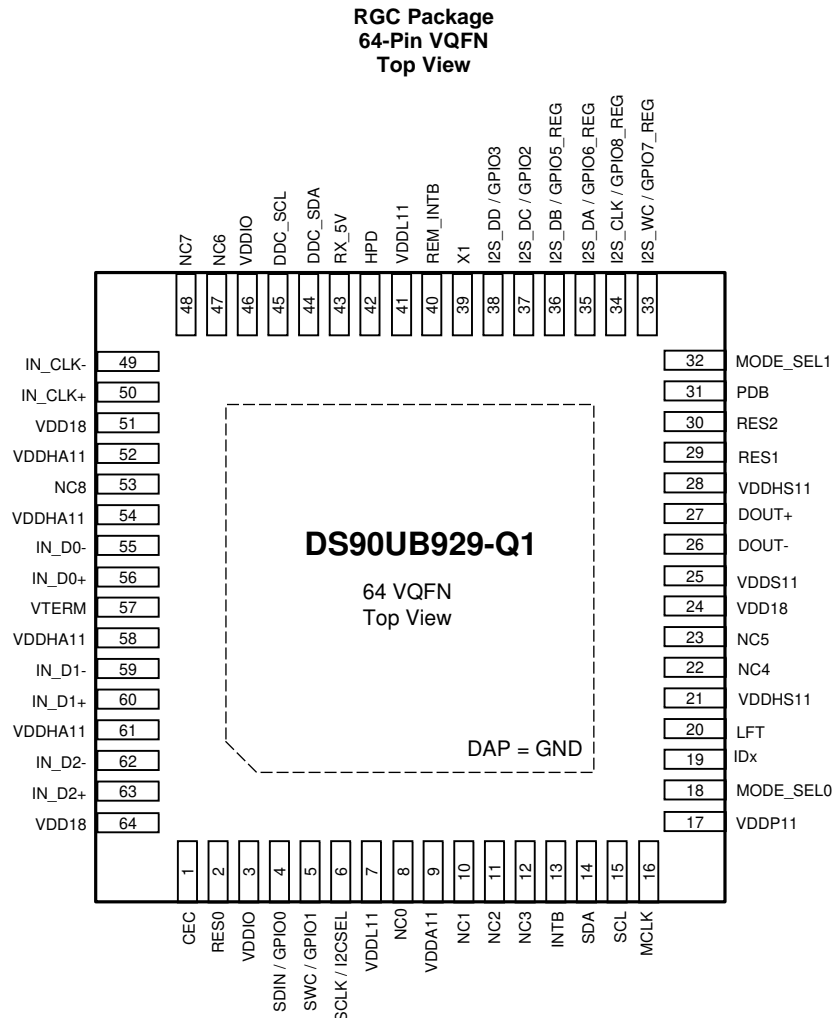 RGC Package
64-Pin VQFN
Top View
NC7
NC6
VDDIO
DDC_SCL
DDC_SDA
RX_5V
HPD
VDDL11
REM_INTB
X1
I2S_DD / GPIO3
I2S_DC / GPIO2
I2S_DB / GPIO5_REG
I2S_DA / GPIO6_REG
I2S_CLK / GPIO8_REG
I2S_WC / GPIO7_REG
48
47
46
45
44
43
42
41
40
39
38
37
36
35
34
33
IN_CLK- 49
IN_CLK+ 50
VDD18 51
VDDHA11 52
NC8 53
VDDHA11 54
IN_D0- 55
IN_D0+ 56
VTERM 57
VDDHA11 58
IN_D1- 59
IN_D1+ 60
VDDHA11 61
IN_D2- 62
IN_D2+ 63
VDD18 64
DS90UB929-Q1
64 VQFN
Top View
DAP = GND
32 MODE_SEL1
31 PDB
30 RES2
29 RES1
28 VDDHS11
27 DOUT+
26 DOUT-
25 VDDS11
24 VDD18
23 NC5
22 NC4
21 VDDHS11
20 LFT
19 IDx
18 MODE_SEL0
17 VDDP11
1
2
3
4
5
6
7
8
9
10
11
12
13
14
15
16
CEC
RES0
VDDIO
SDIN / GPIO0
SWC / GPIO1
SCLK / I2CSEL
VDDL11
NC0
VDDA11
NC1
NC2
NC3
INTB
SDA
SCL
MCLK